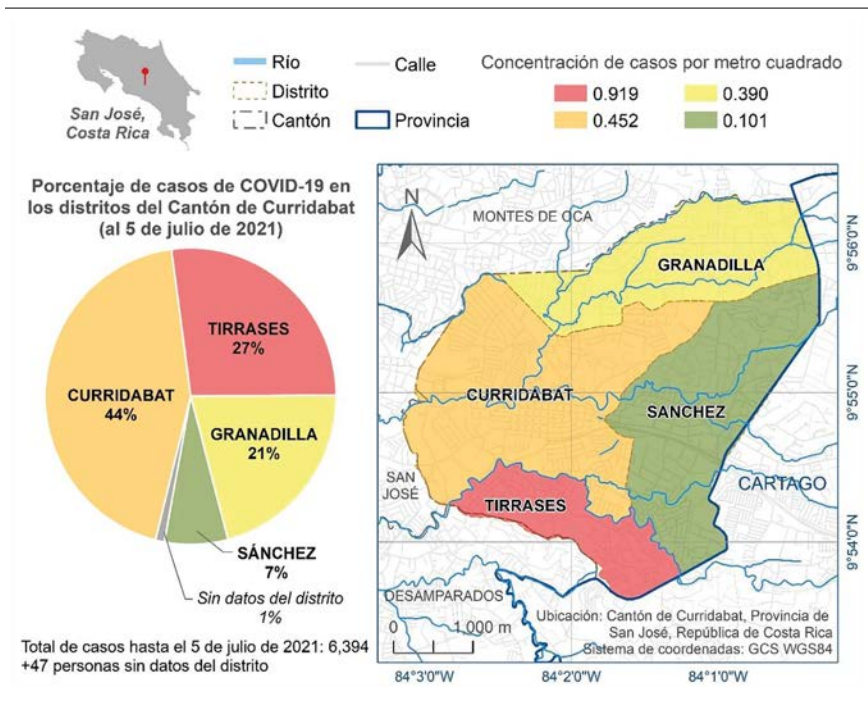 San José,
Costa Rica
Río
Distrito
Cantón
Calle
Provincia
Concentración de casos por metro cuadrado
0.919
0.390
0.452
0.101
Porcentaje de casos de COVID-19 en
los distritos del Cantón de Curridabat
(al 5 de julio de 2021)
TIRRASES
27%
CURRIDABAT
44%
GRANADILLA
21%
SÁNCHEZ
7%
Sin datos del distrito
1%
Total de casos hasta el 5 de julio de 2021: 6,394
+47 personas sin datos del distrito
N
MONTES DE OCA
GRANADILLA
CURRIDABAT
SANCHEZ
SAN
JOSÉ
TIRRASES
CARTAGO
DESAMPARADOS
0 1.000 m
Ubicación: Cantón de Curridabat, Provincia de
San José, República de Costa Rica
Sistema de coordenadas: GCS WGS84
9°56'0"N
9°55'0"N
9°54'0"N
84°3'0"W
84°2'0"W
84°1'0"W